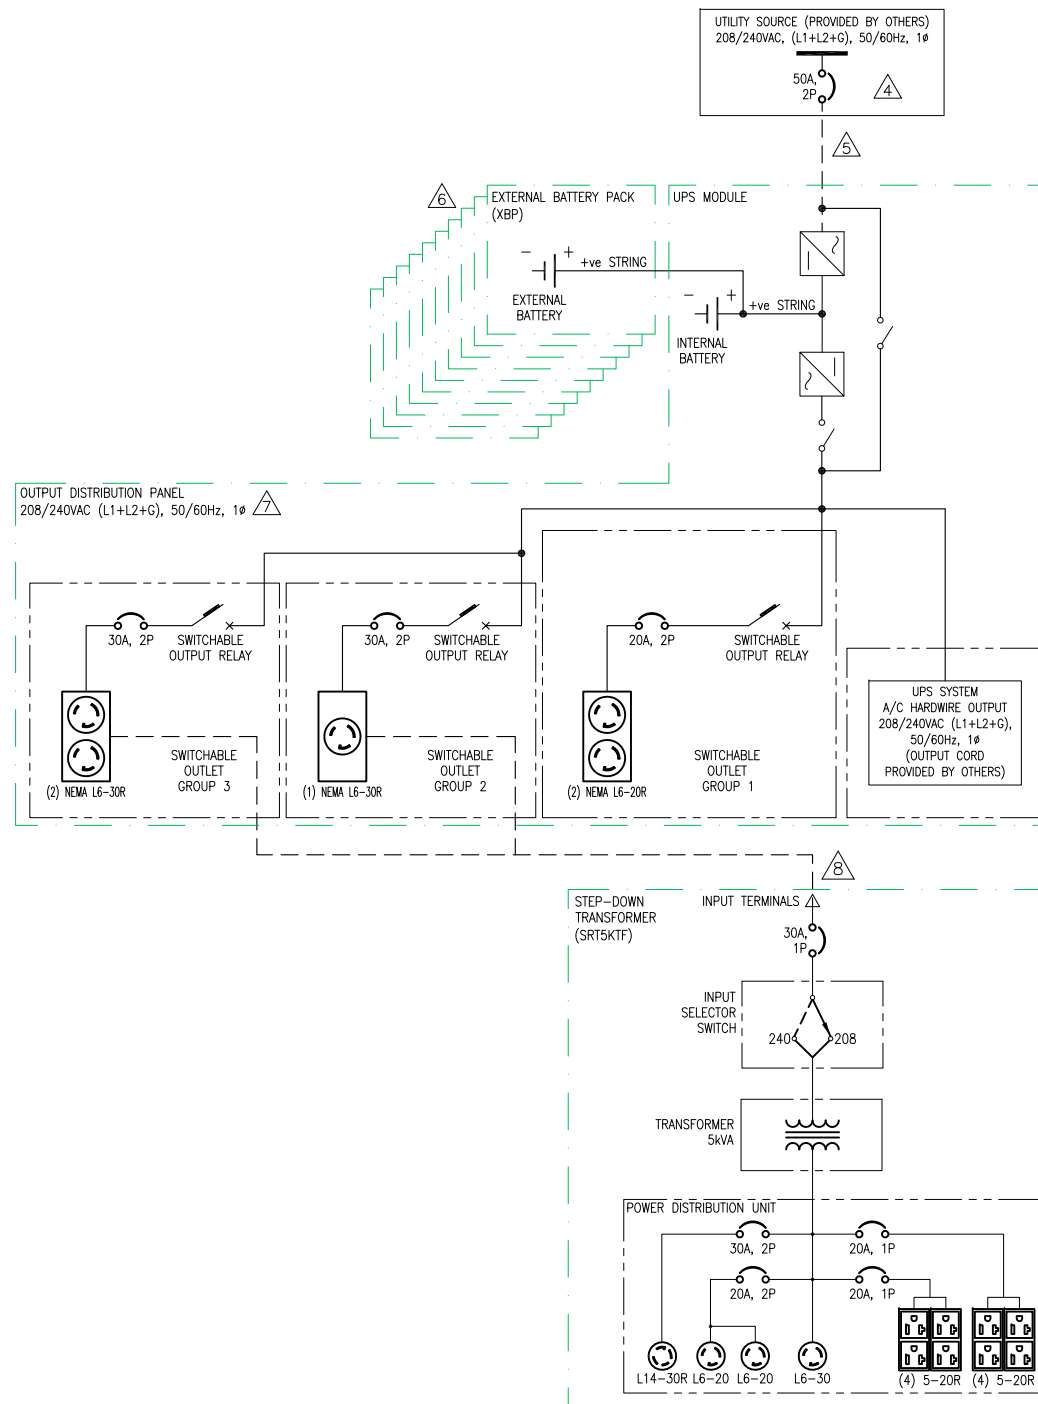 UTILITY SOURCE (PROVIDED BY OTHERS)
208/240VAC, (L1+L2+G), 50/60Hz, 1ø
50A,
2P
4
5
6
EXTERNAL BATTERY PACK
(XBP)
UPS MODULE
− +
+ve STRING
EXTERNAL
BATTERY
− +
+ve STRING
INTERNAL
BATTERY
OUTPUT DISTRIBUTION PANEL
208/240VAC (L1+L2+G), 50/60Hz, 1ø
7
30A, 2P
SWITCHABLE
OUTPUT RELAY
30A, 2P
SWITCHABLE
OUTPUT RELAY
20A, 2P
SWITCHABLE
OUTPUT RELAY
SWITCHABLE
OUTLET
GROUP 3
(2) NEMA L6-30R
SWITCHABLE
OUTLET
GROUP 2
(1) NEMA L6-30R
SWITCHABLE
OUTLET
GROUP 1
(2) NEMA L6-20R
UPS SYSTEM
A/C HARDWIRE OUTPUT
208/240VAC (L1+L2+G),
50/60Hz, 1ø
(OUTPUT CORD
PROVIDED BY OTHERS)
8
STEP-DOWN
TRANSFORMER
(SRT5KTF)
INPUT TERMINALS
30A,
1P
INPUT
SELECTOR
SWITCH
240
208
TRANSFORMER
5kVA
POWER DISTRIBUTION UNIT
30A, 2P
20A, 1P
20A, 2P
20A, 1P
L14-30R
L6-20
L6-20
L6-30
(4) 5-20R
(4) 5-20R